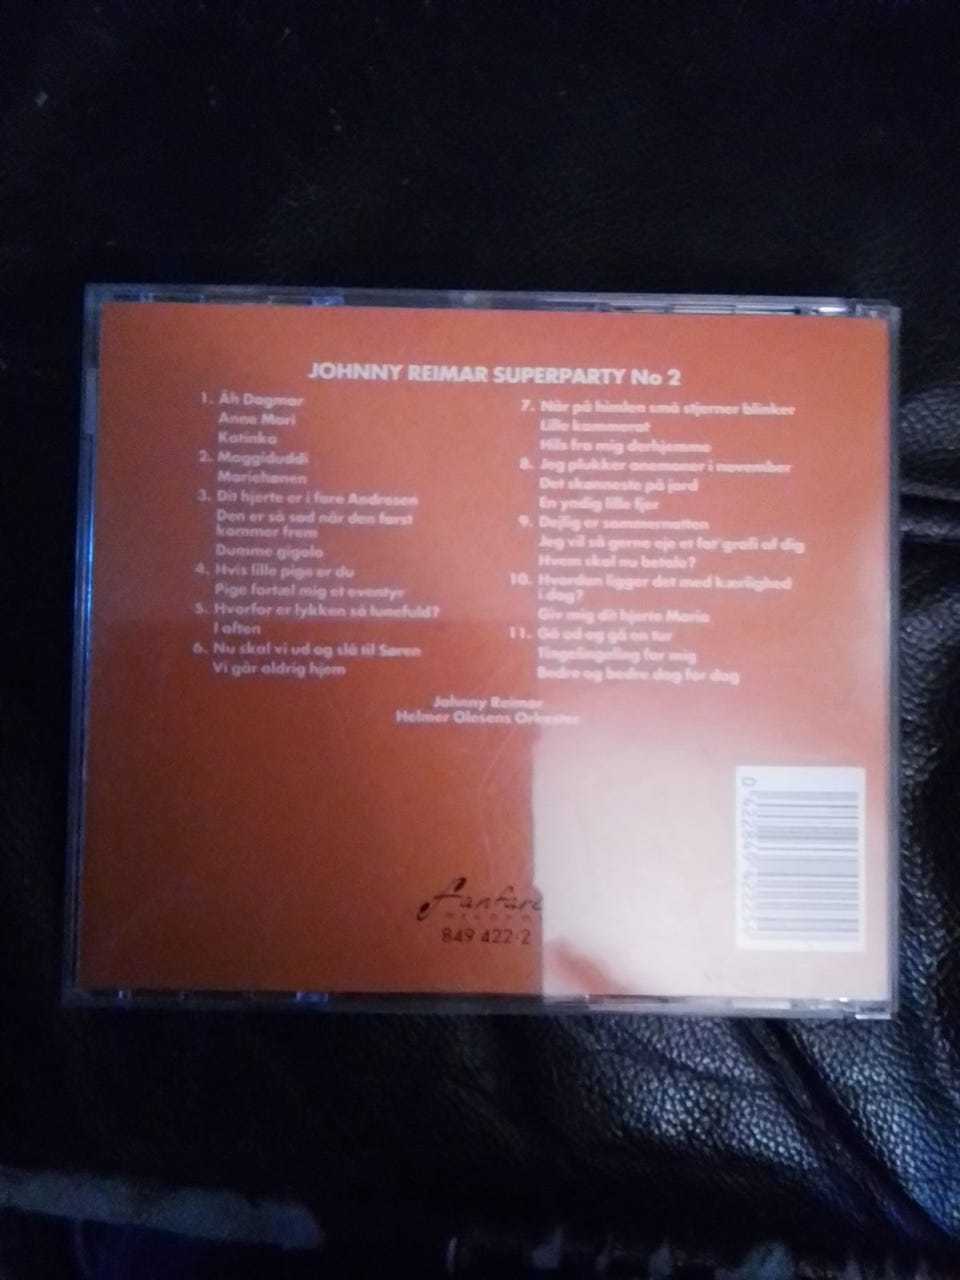 JOHNNY REIMAR SUPERPARTY No 2
1. Åh Dagmar
Anne Mari
Katinka
2. Maggiduddi
Mariehønen
3. Dit hjerte er i fare Andresen
Den er så sød når den først
kommer frem
Dumme gigolo
4. Hvis lille pige er du
Pige fortæl mig et eventyr
5. Hvorfor er lykken så lunefuld?
I aften
6. Nu skal vi ud og slå til Søren
Vi går aldrig hjem
7. Når på himlen små stjerner blinker
Lille kammerat
Hils fra mig derhjemme
8. Jeg plukker anemoner i november
Det skønneste på jord
En yndig lille fjer
9. Dejlig er sommernatten
Jeg vil så gerne eje et fot'grafi af dig
Hvem skal nu betale?
10. Hvordan ligger det med kærlighed
i dag?
Giv mig dit hjerte Maria
11. Gå ud og gå en tur
Tingelingeling for mig
Bedre og bedre dag for dag
Johnny Reimar
Helmer Olesens Orkester
fanfare
RECORDS
849 422-2